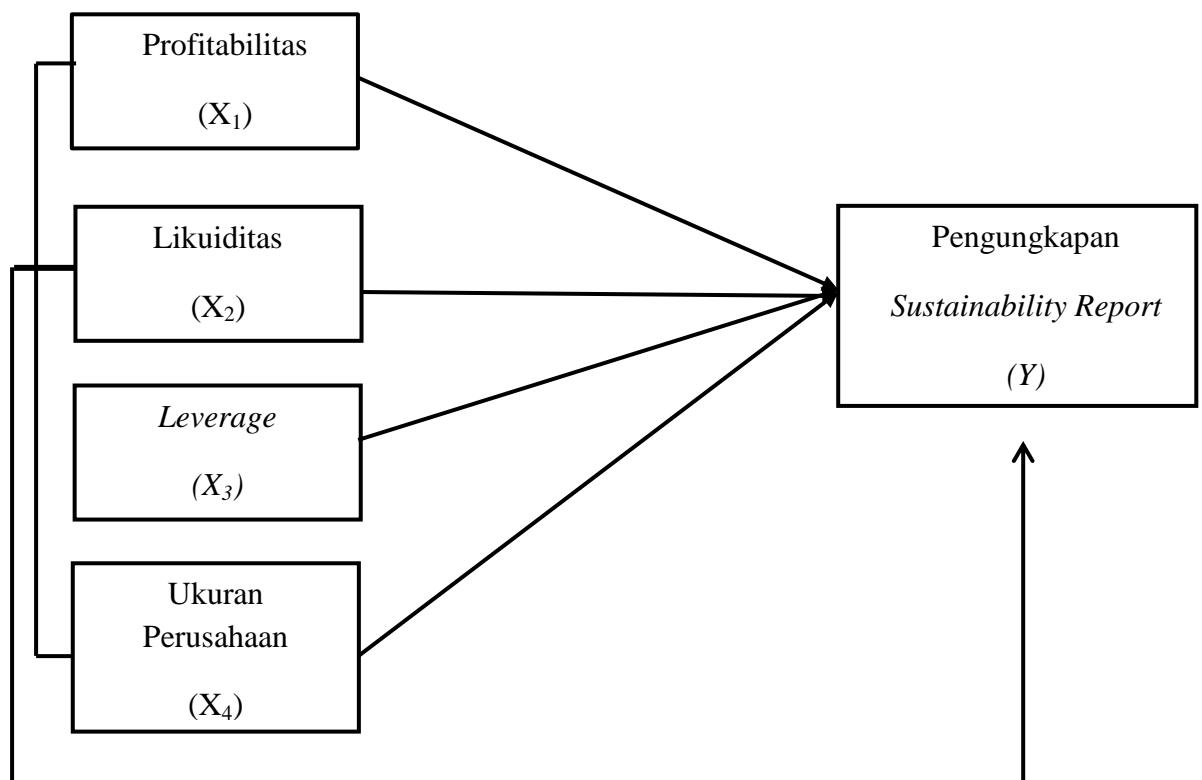 Profitabilitas
(X₁)
Likuiditas
(X₂)
Leverage
(X₃)
Ukuran
Perusahaan
(X₄)
Pengungkapan
Sustainability Report
(Y)